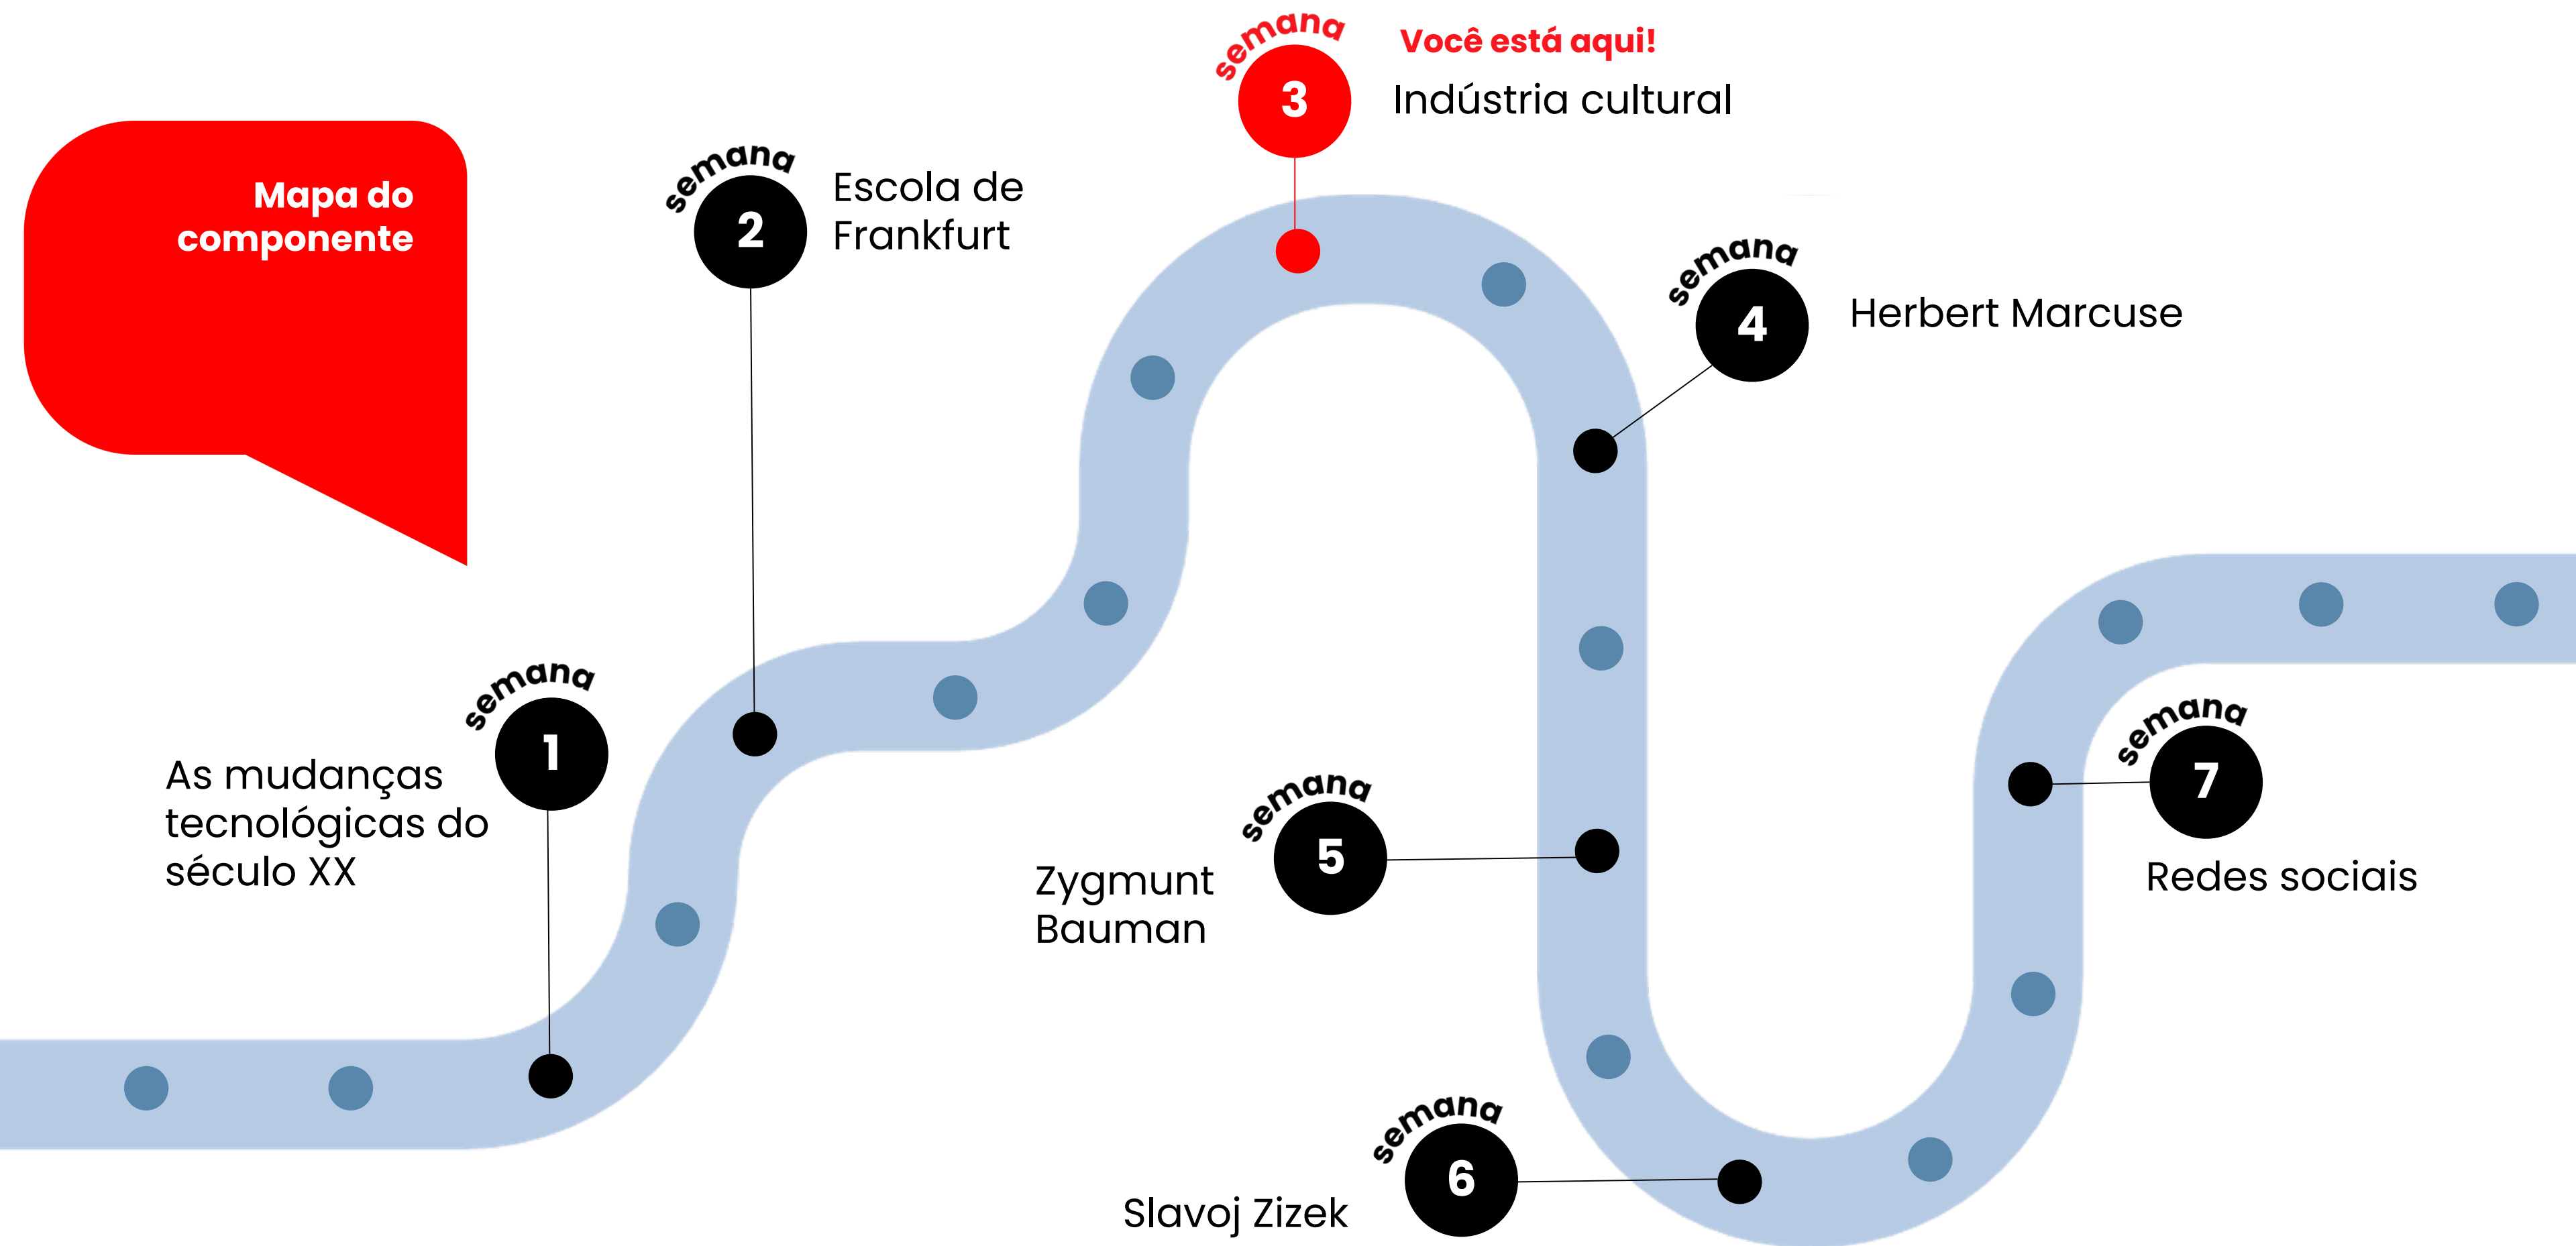 Mapa do
componente
semana
1
As mudanças
tecnológicas do
século XX
semana
2
Escola de
Frankfurt
semana
3
Você está aqui!
Indústria cultural
semana
4
Herbert Marcuse
semana
5
Zygmunt
Bauman
semana
6
Slavoj Zizek
semana
7
Redes sociais